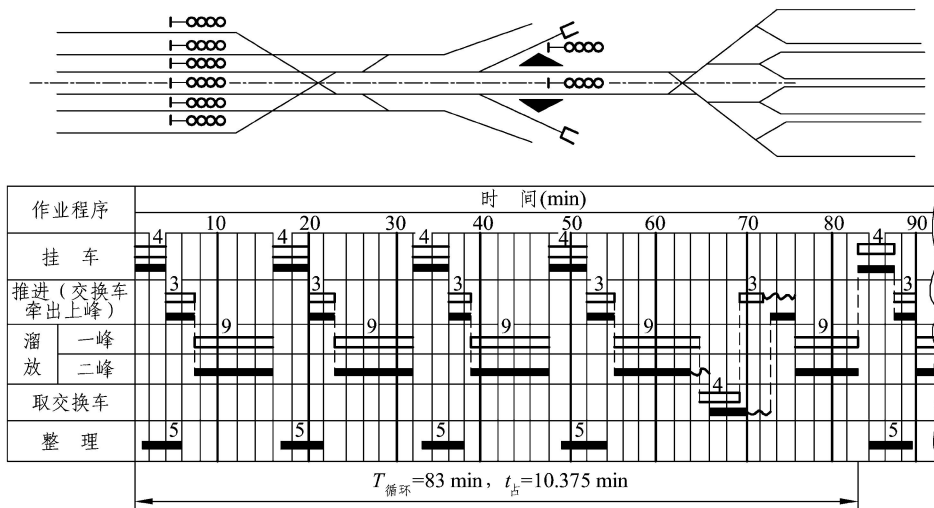 作业程序
时 间(min)
10 20 30 40 50 60 70 80 90
挂 车
4 4 4 4 4
推进（交换车
牵出上峰）
3 3 3 3 3 3
溜
放
一峰
9 9 9 9 9
二峰
取交换车
4
整 理
5 5 5 5 5
T循环=83 min，t占=10.375 min